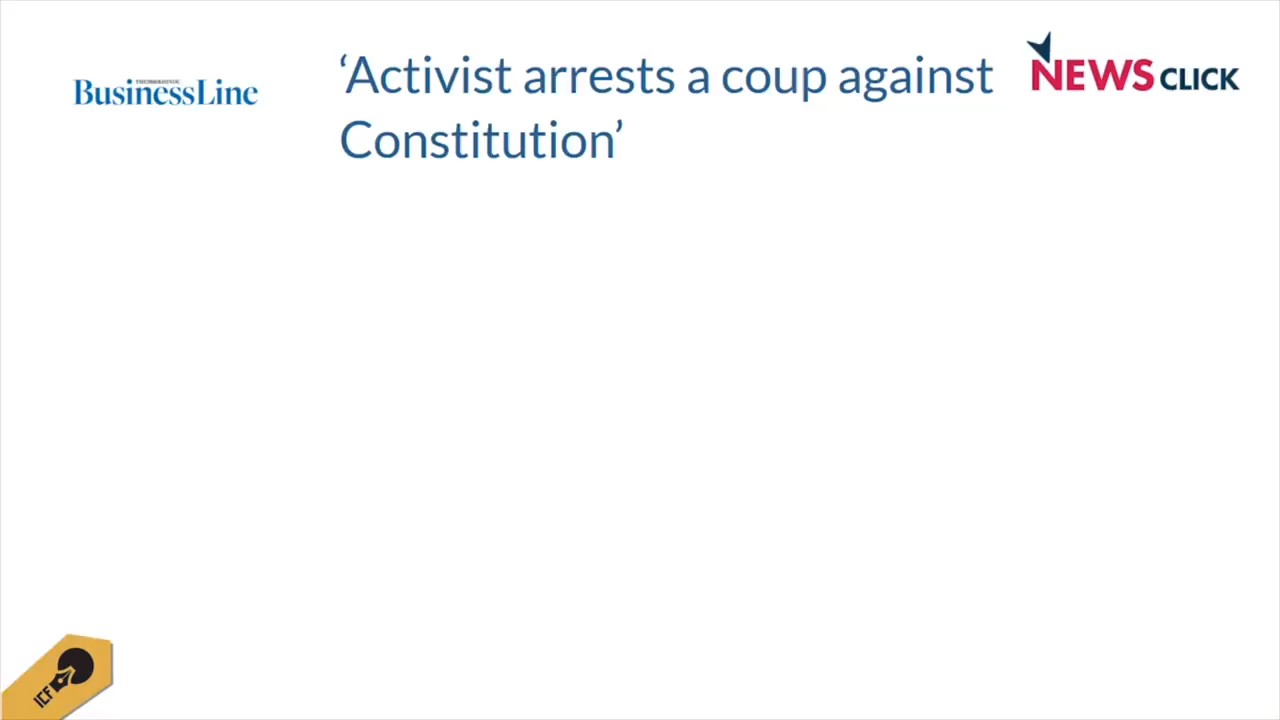 BusinessLine
‘Activist arrests a coup against
Constitution’
NEWS CLICK
ICF